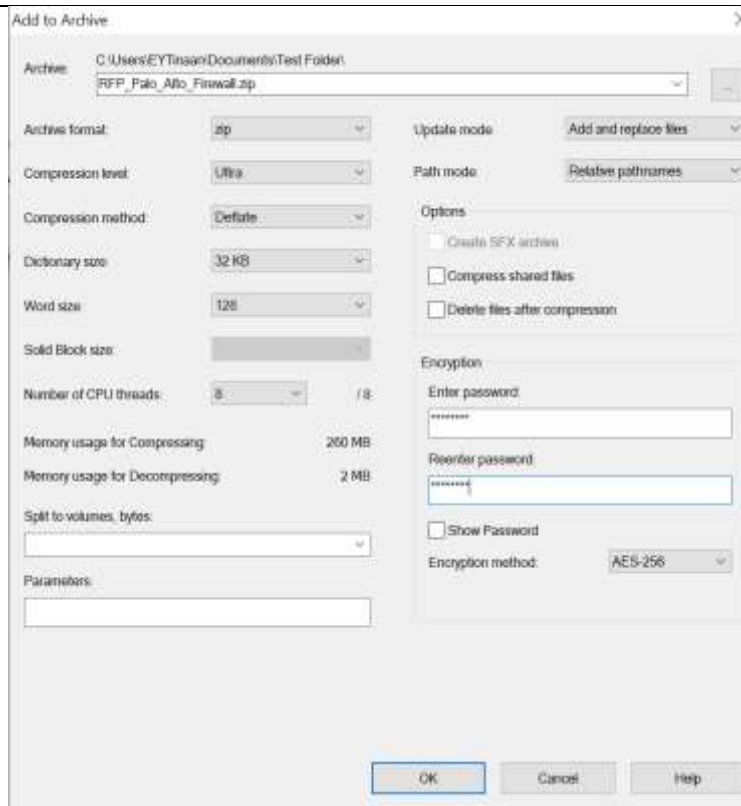 Add to Archive
Archive:
C:\Users\EYTinaan\Documents\Test Folder\
RFP_Palo_Alto_Firewall.zip
...
Archive format:
zip
Compression level:
Ultra
Compression method:
Deflate
Dictionary size:
32 KB
Word size:
128
Solid Block size:
Number of CPU threads:
8
/ 8
Memory usage for Compressing:
260 MB
Memory usage for Decompressing:
2 MB
Split to volumes, bytes:
Parameters:
Update mode:
Add and replace files
Path mode:
Relative pathnames
Options
Create SFX archive
Compress shared files
Delete files after compression
Encryption
Enter password:
********
Reenter password:
********
Show Password
Encryption method:
AES-256
OK
Cancel
Help